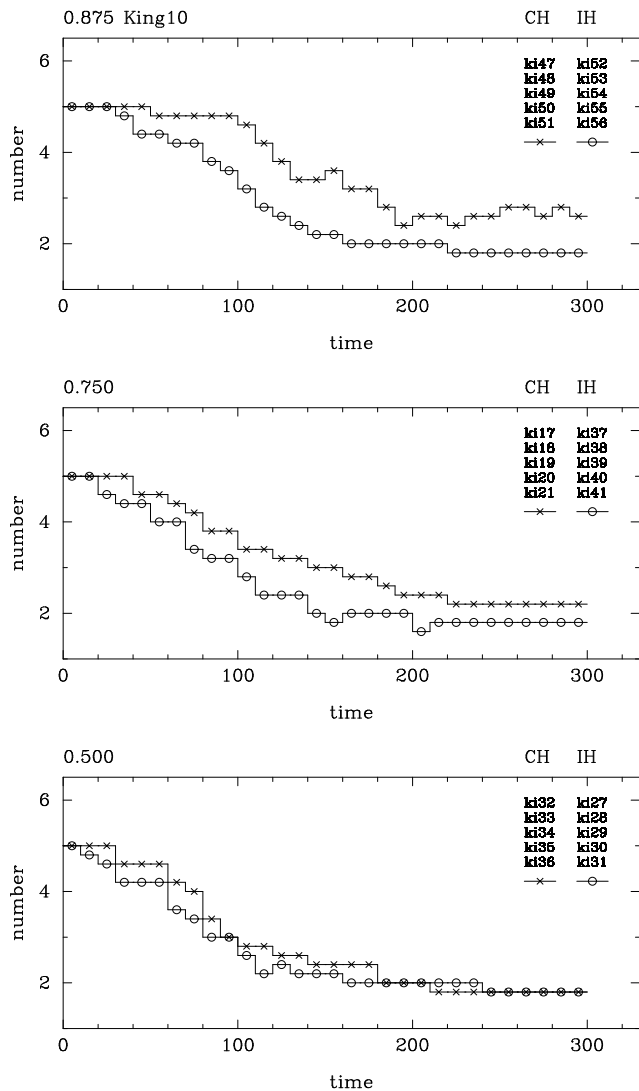 0.875 King10 CH IH
6
ki47 ki52
ki48 ki53
ki49 ki54
ki50 ki55
ki51 ki56
4
2
number
0 100 200 300
time
0.750 CH IH
6
ki17 ki37
ki18 ki38
ki19 ki39
ki20 ki40
ki21 ki41
4
2
number
0 100 200 300
time
0.500 CH IH
6
ki32 ki27
ki33 ki28
ki34 ki29
ki35 ki30
ki36 ki31
4
2
number
0 100 200 300
time